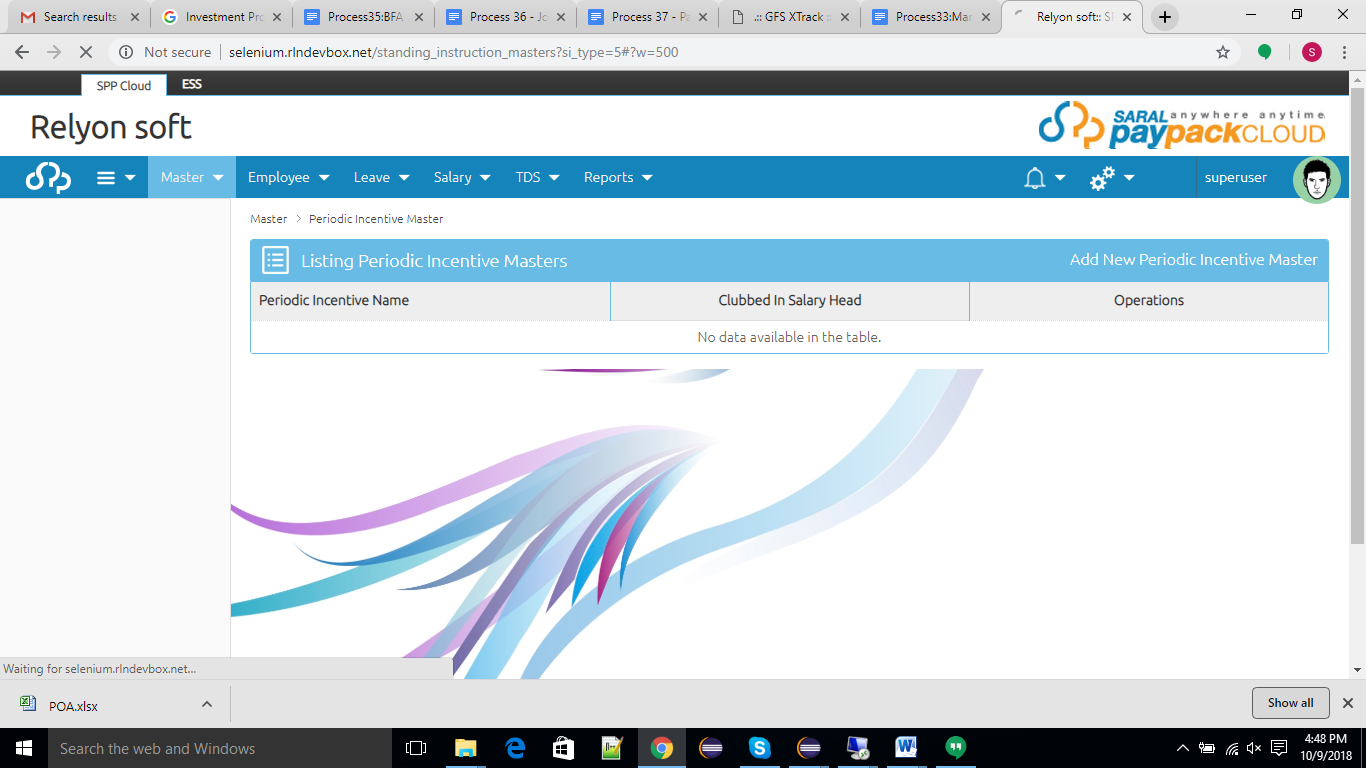 Search results
Investment Pro
Process35:BFA
Process 36 - Jo
Process 37 - Pa
.:: GFS XTrack ::
Process33:Mar
Relyon soft:: SP
Not secure | selenium.rlndevbox.net/standing_instruction_masters?si_type=5#?w=500
S
SPP Cloud ESS
Relyon soft
SARAL anywhere anytime
paypackCLOUD
Master Employee Leave Salary TDS Reports superuser
Master > Periodic Incentive Master
Listing Periodic Incentive Masters Add New Periodic Incentive Master
Periodic Incentive Name Clubbed In Salary Head Operations
No data available in the table.
Waiting for selenium.rlndevbox.net...
POA.xlsx Show all
Search the web and Windows
4:48 PM
10/9/2018